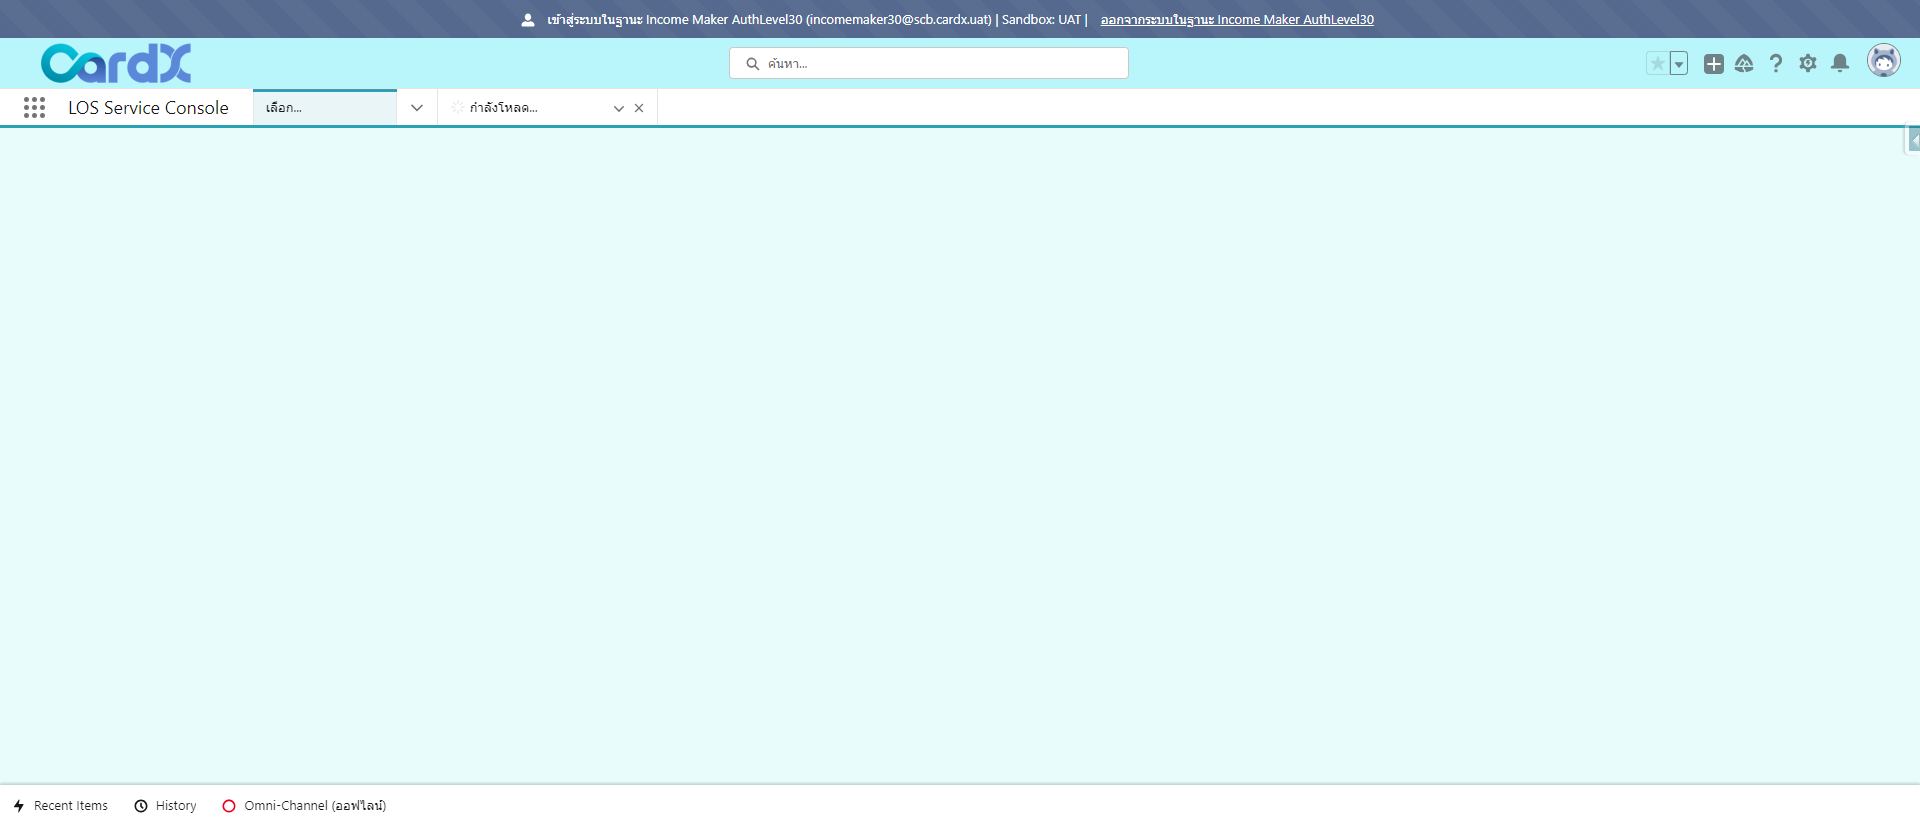 เข้าสู่ระบบในฐานะ Income Maker AuthLevel30 (incomemaker30@scb.cardx.uat) | Sandbox: UAT | ออกจากระบบในฐานะ Income Maker AuthLevel30
CardX
ค้นหา...
LOS Service Console
เลือก...
กำลังโหลด...
Recent Items
History
Omni-Channel (ออฟไลน์)